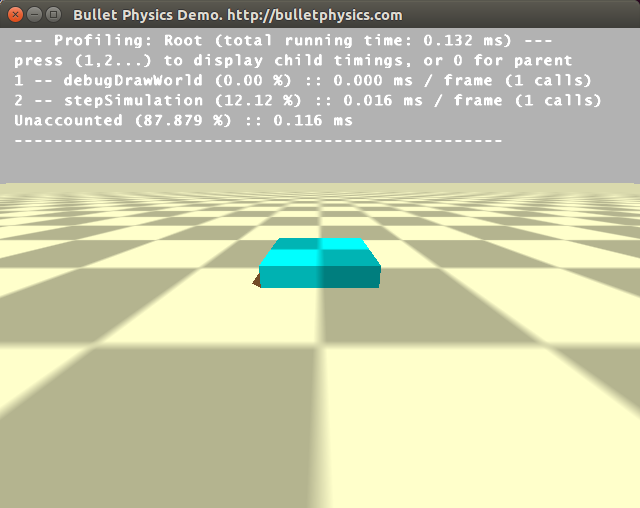 Bullet Physics Demo. http://bulletphysics.com
--- Profiling: Root (total running time: 0.132 ms) ---
press (1,2...) to display child timings, or 0 for parent
1 -- debugDrawWorld (0.00 %) :: 0.000 ms / frame (1 calls)
2 -- stepSimulation (12.12 %) :: 0.016 ms / frame (1 calls)
Unaccounted (87.879 %) :: 0.116 ms
-------------------------------------------------